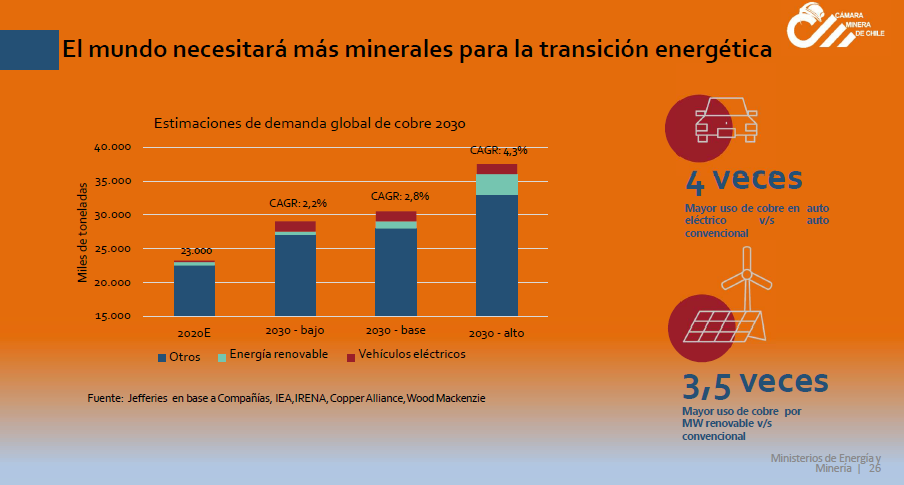 CÁMARA
MINERA
DE CHILE
El mundo necesitará más minerales para la transición energética
Estimaciones de demanda global de cobre 2030
Miles de toneladas
40.000
35.000
30.000
25.000
20.000
15.000
23.000
CAGR: 2,2%
CAGR: 2,8%
CAGR: 4,3%
2020E
2030 - bajo
2030 - base
2030 - alto
Otros
Energía renovable
Vehículos eléctricos
Fuente: Jefferies en base a Compañías, IEA,IRENA, Copper Alliance, Wood Mackenzie
4 veces
Mayor uso de cobre en auto
eléctrico v/s auto
convencional
3,5 veces
Mayor uso de cobre por
MW renovable v/s
convencional
Ministerios de Energía y
Minería | 26